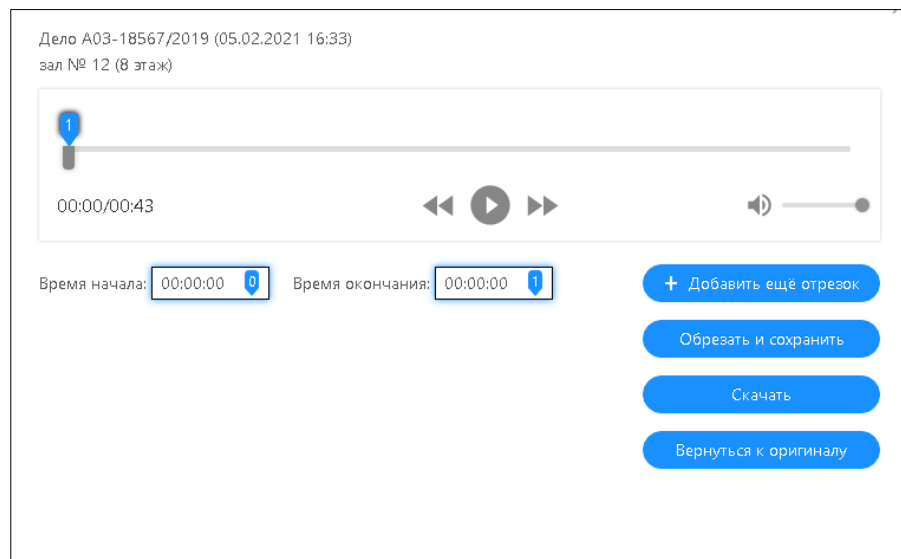 Дело А03-18567/2019 (05.02.2021 16:33)
зал № 12 (8 этаж)
1
00:00/00:43
Время начала: 00:00:00 0 Время окончания: 00:00:00 1
+ Добавить ещё отрезок
Обрезать и сохранить
Скачать
Вернуться к оригиналу